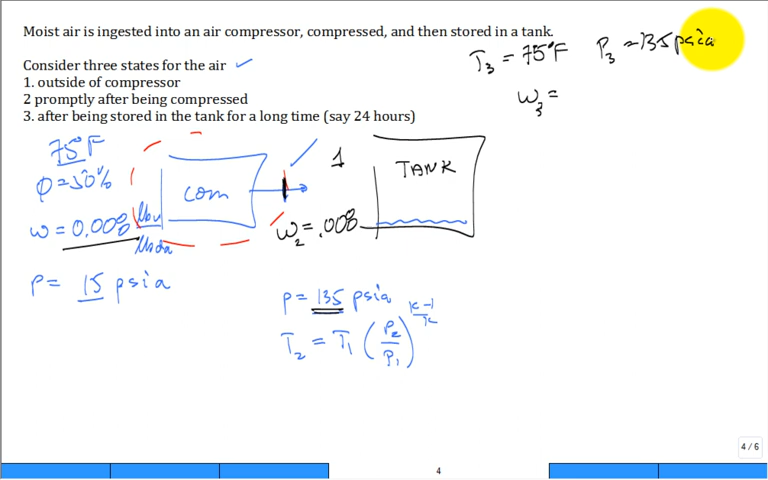 Moist air is ingested into an air compressor, compressed, and then stored in a tank.
Consider three states for the air ✓
1. outside of compressor
2 promptly after being compressed
3. after being stored in the tank for a long time (say 24 hours)
T₃ = 75°F P₃ = 135 psia
ω₃ =
75°F
Φ = 50%
ω = 0.008 lbv/lbda
P = 15 psia
com
1
ω₂ = .008
TANK
P = 135 psia
T₂ = T₁ (P₂/P₁)^(k-1/k)
4 / 6
4